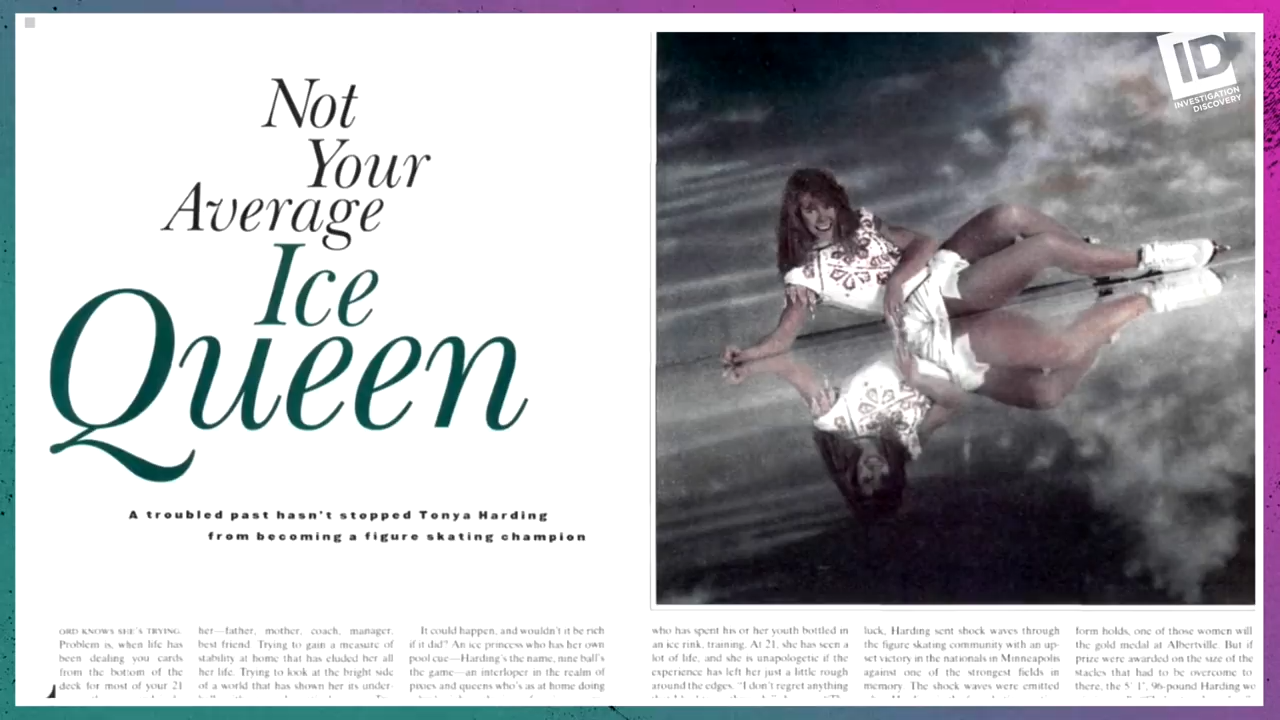 Not
Your
Average
Ice
Queen
A troubled past hasn't stopped Tonya Harding
from becoming a figure skating champion
ORD KNOWS SHE'S TRYING.
Problem is, when life has
been dealing you cards
from the bottom of the
deck for most of your 21
her—father, mother, coach, manager,
best friend. Trying to gain a measure of
stability at home that has eluded her all
her life. Trying to look at the bright side
of a world that has shown her its under-
It could happen, and wouldn't it be rich
if it did? An ice princess who has her own
pool cue—Harding's the name, nine ball's
the game—an interloper in the realm of
pixies and queens who's as at home doing
who has spent his or her youth bottled in
an ice rink, training. At 21, she has seen a
lot of life, and she is unapologetic if the
experience has left her just a little rough
around the edges. "I don't regret anything
luck, Harding sent shock waves through
the figure skating community with an up-
set victory in the nationals in Minneapolis
against one of the strongest fields in
memory. The shock waves were emitted
form holds, one of those women will
the gold medal at Albertville. But if
prize were awarded on the size of the
stacles that had to be overcome to
there, the 5' 1", 96-pound Harding wo
ID
INVESTIGATION
DISCOVERY